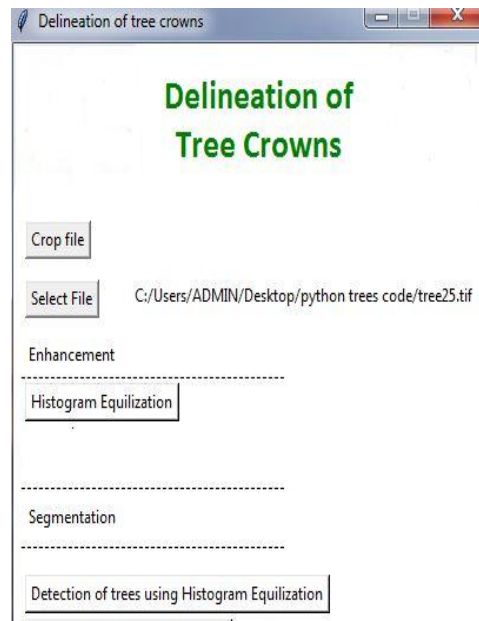 Delineation of tree crowns
Delineation of
Tree Crowns
Crop file
Select File C:/Users/ADMIN/Desktop/python trees code/tree25.tif
Enhancement
Histogram Equilization
Segmentation
Detection of trees using Histogram Equilization